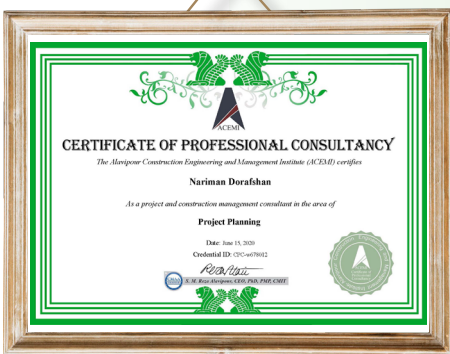 ACEMI
CERTIFICATE OF PROFESSIONAL CONSULTANCY
The Alavipour Construction Engineering and Management Institute (ACEMI) certifies
Nariman Dorafshan
As a project and construction management consultant in the area of
Project Planning
Date: June 15, 2020
Credential ID: CPC-w678012
S. M. Reza Alavipour, CEO, PhD, PMP, CMIT